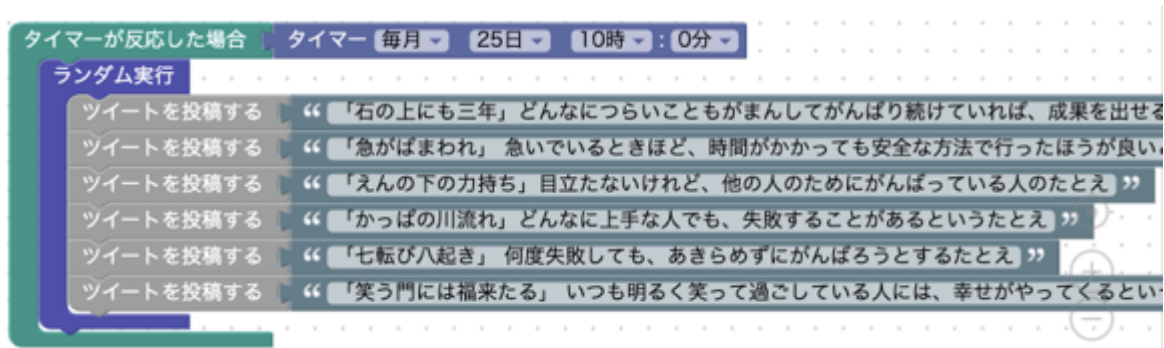 タイマーが反応した場合 タイマー 毎月 25日 10時 : 0分
ランダム実行
ツイートを投稿する “ 「石の上にも三年」どんなにつらいこともがまんしてがんばり続けていれば、成果を出せる
ツイートを投稿する “ 「急がばまわれ」 急いでいるときほど、時間がかかっても安全な方法で行ったほうが良い
ツイートを投稿する “ 「えんの下の力持ち」目立たないけれど、他の人のためにがんばっている人のたとえ ”
ツイートを投稿する “ 「かっぱの川流れ」どんなに上手な人でも、失敗することがあるというたとえ ”
ツイートを投稿する “ 「七転び八起き」 何度失敗しても、あきらめずにがんばろうとするたとえ ”
ツイートを投稿する “ 「笑う門には福来たる」 いつも明るく笑って過ごしている人には、幸せがやってくるとい